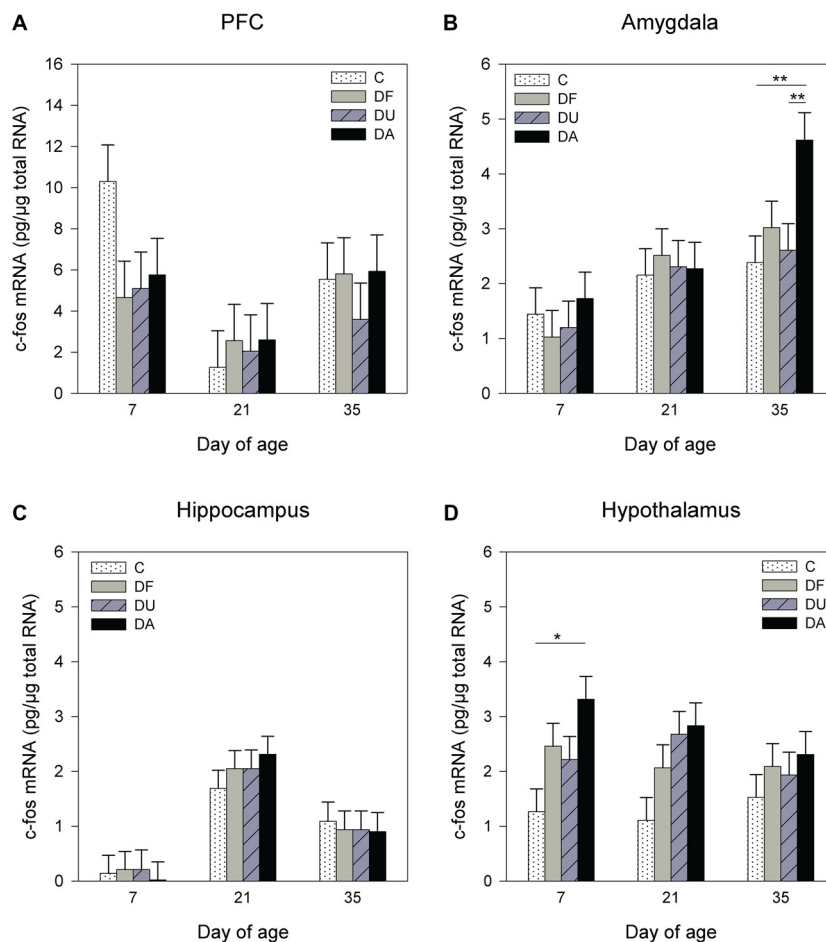 A
PFC
c-fos mRNA (pg/µg total RNA)
16
14
12
10
8
6
4
2
0
C
DF
DU
DA
7
21
35
Day of age
B
Amygdala
c-fos mRNA (pg/µg total RNA)
6
5
4
3
2
1
0
C
DF
DU
DA
**
**
7
21
35
Day of age
C
Hippocampus
c-fos mRNA (pg/µg total RNA)
6
5
4
3
2
1
0
C
DF
DU
DA
7
21
35
Day of age
D
Hypothalamus
c-fos mRNA (pg/µg total RNA)
6
5
4
3
2
1
0
C
DF
DU
DA
*
7
21
35
Day of age